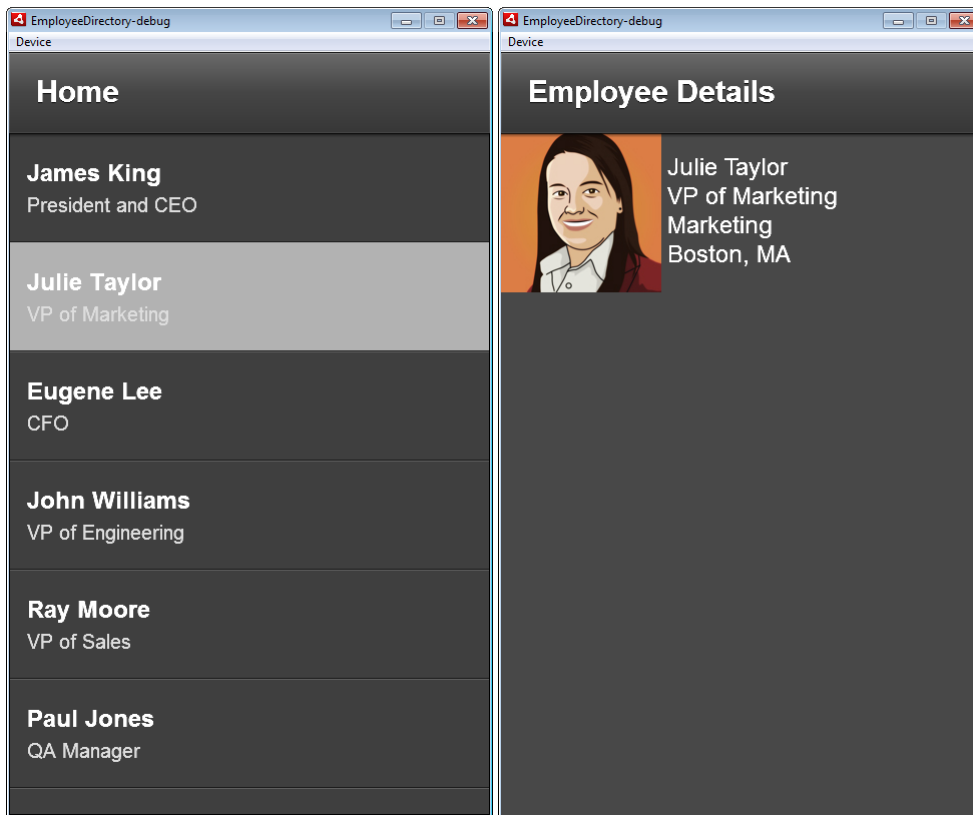 EmployeeDirectory-debug
Device
Home
James King
President and CEO
Julie Taylor
VP of Marketing
Eugene Lee
CFO
John Williams
VP of Engineering
Ray Moore
VP of Sales
Paul Jones
QA Manager
EmployeeDirectory-debug
Device
Employee Details
Julie Taylor
VP of Marketing
Marketing
Boston, MA